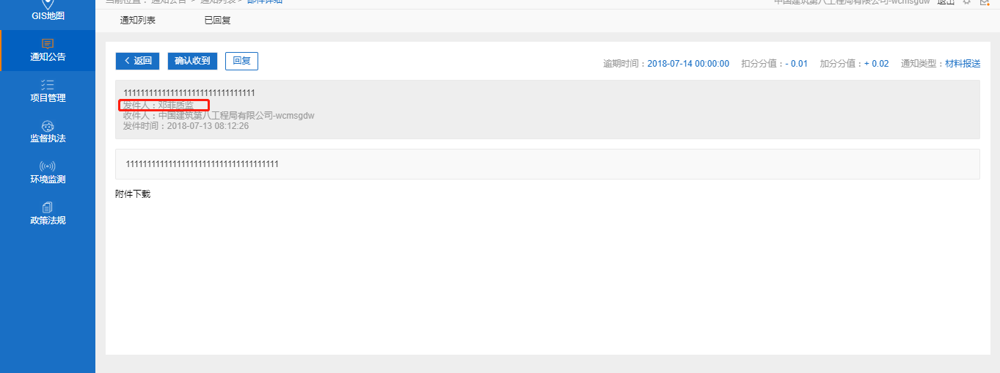 当前位置： 通知公告 > 通知列表> 邮件详细
中国建筑第八工程局有限公司-wcmsgdw 退出
GIS地图
通知公告
项目管理
监督执法
环境监测
政策法规
通知列表 已回复
返回 确认收到 回复
逾期时间：2018-07-14 00:00:00 扣分分值：- 0.01 加分分值：+ 0.02 通知类型：材料报送
1111111111111111111111111111111
发件人：邓菲质监
收件人：中国建筑第八工程局有限公司-wcmsgdw
发件时间：2018-07-13 08:12:26
111111111111111111111111111111111111
附件下载